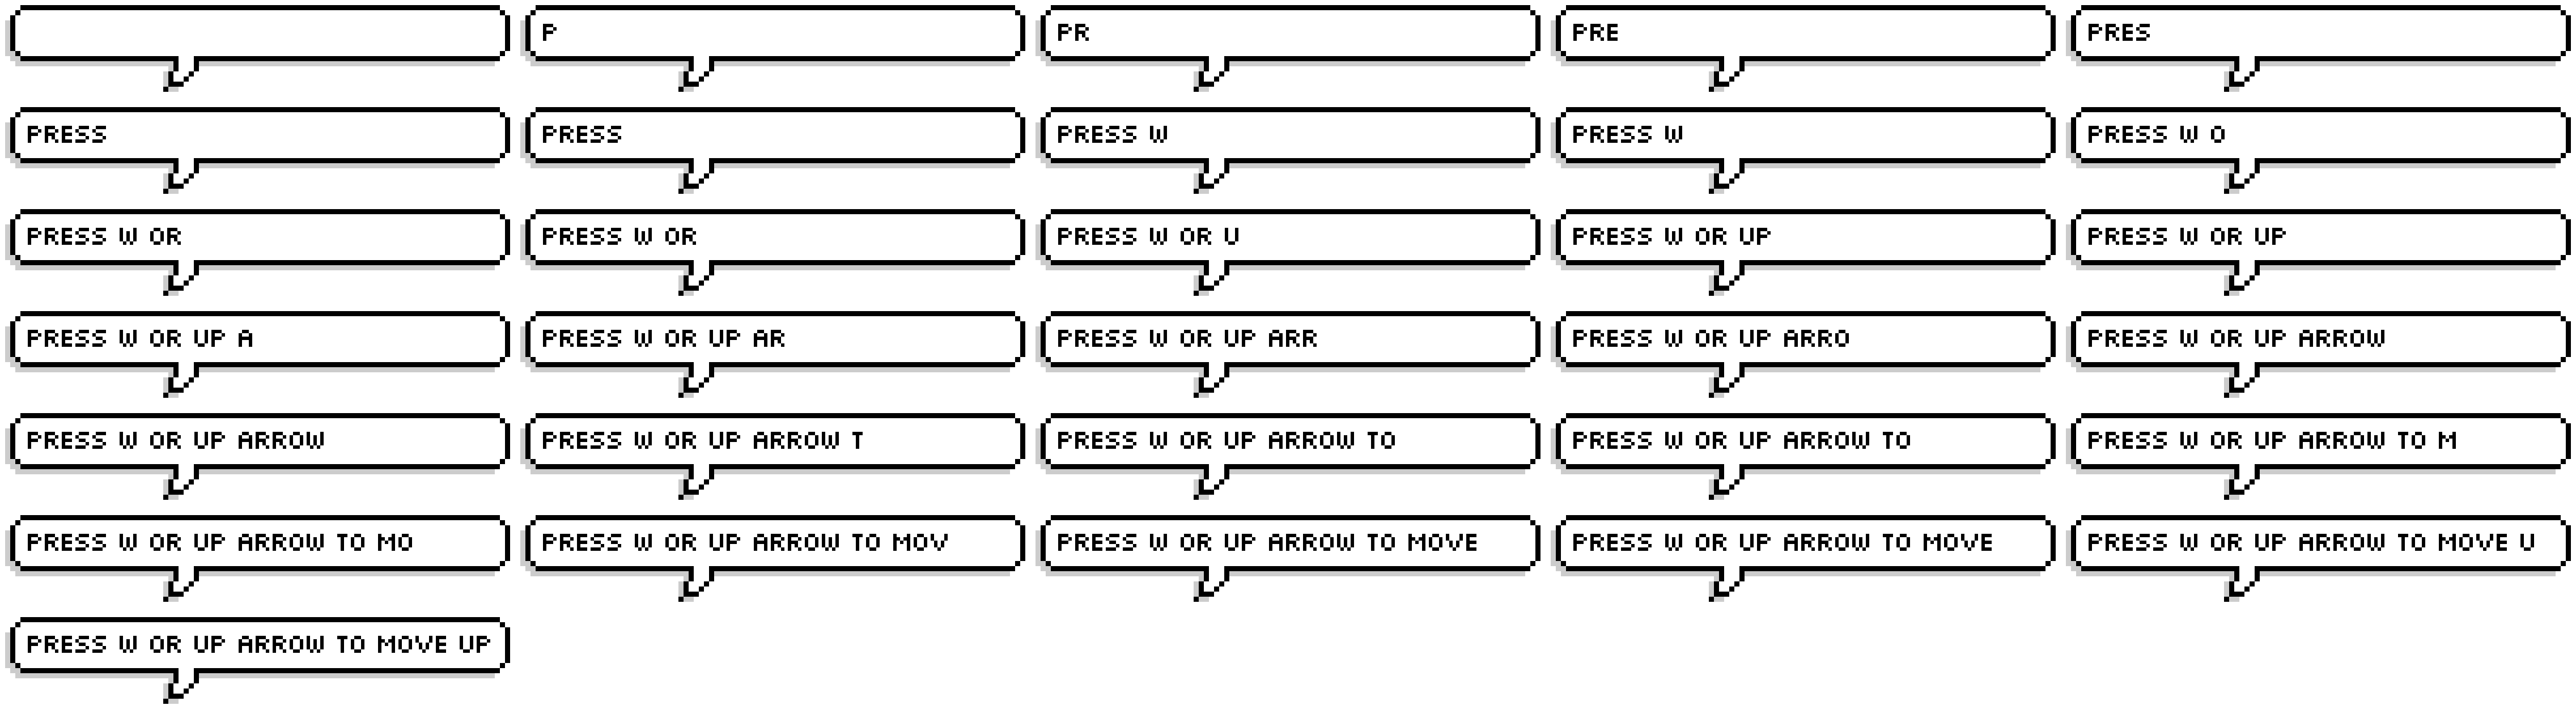 P
PR
PRE
PRES
PRESS
PRESS
PRESS W
PRESS W
PRESS W O
PRESS W OR
PRESS W OR
PRESS W OR U
PRESS W OR UP
PRESS W OR UP
PRESS W OR UP A
PRESS W OR UP AR
PRESS W OR UP ARR
PRESS W OR UP ARRO
PRESS W OR UP ARROW
PRESS W OR UP ARROW
PRESS W OR UP ARROW T
PRESS W OR UP ARROW TO
PRESS W OR UP ARROW TO
PRESS W OR UP ARROW TO M
PRESS W OR UP ARROW TO MO
PRESS W OR UP ARROW TO MOV
PRESS W OR UP ARROW TO MOVE
PRESS W OR UP ARROW TO MOVE
PRESS W OR UP ARROW TO MOVE U
PRESS W OR UP ARROW TO MOVE UP